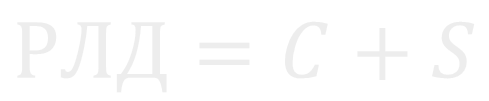 РЛД = C + S